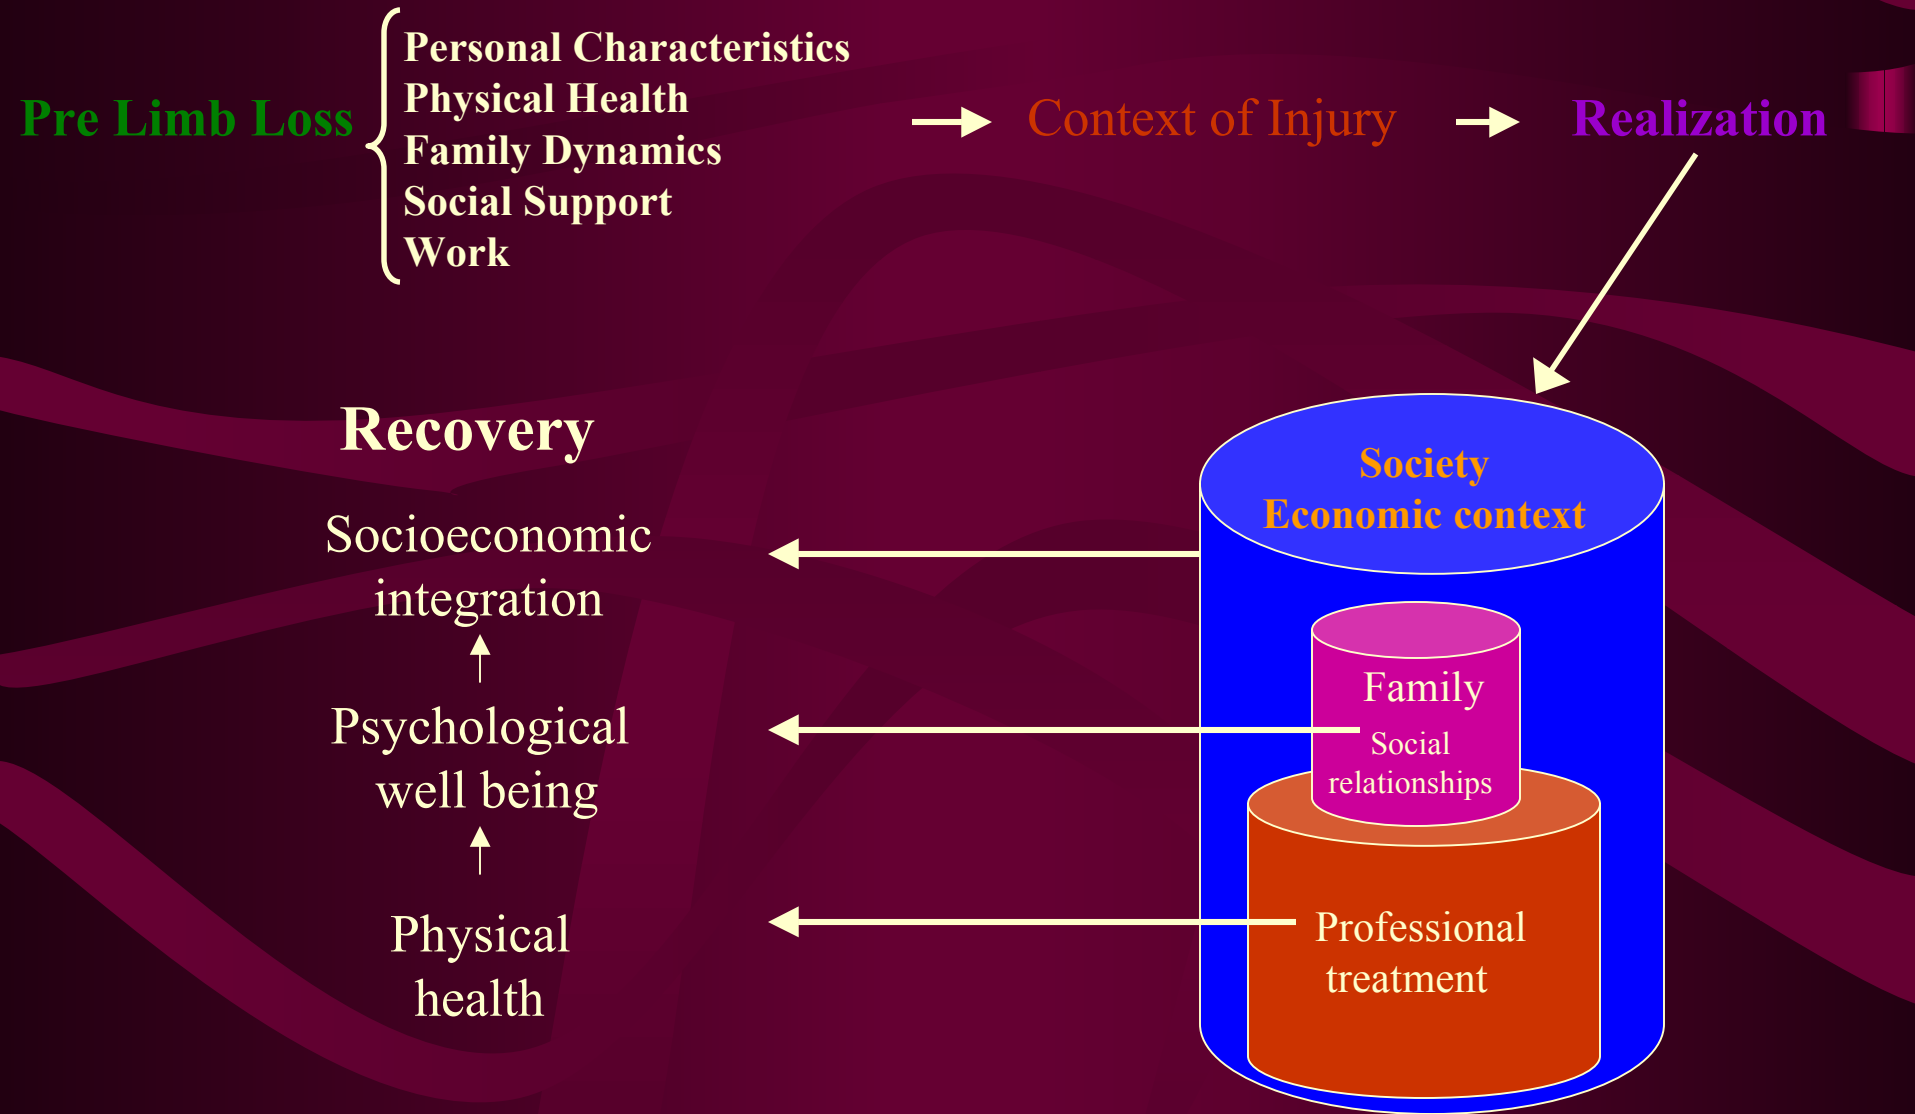 Pre Limb Loss
Personal Characteristics
Physical Health
Family Dynamics
Social Support
Work
Context of Injury
Realization
Recovery
Socioeconomic
integration
Psychological
well being
Physical
health
Society
Economic context
Family
Social
relationships
Professional
treatment